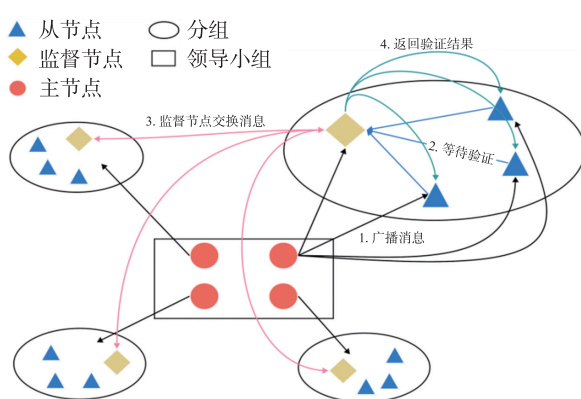 从节点 分组
监督节点 领导小组
主节点
4. 返回验证结果
3. 监督节点交换消息
2. 等待验证
1. 广播消息